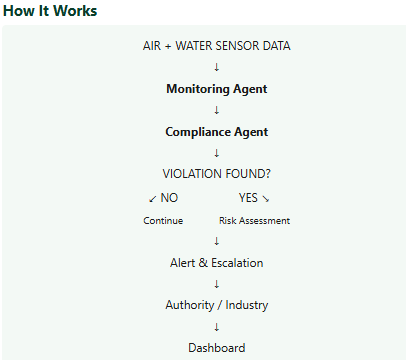 How It Works
AIR + WATER SENSOR DATA
↓
Monitoring Agent
↓
Compliance Agent
↓
VIOLATION FOUND?
↙ NO YES ↘
Continue Risk Assessment
↓
Alert & Escalation
↓
Authority / Industry
↓
Dashboard